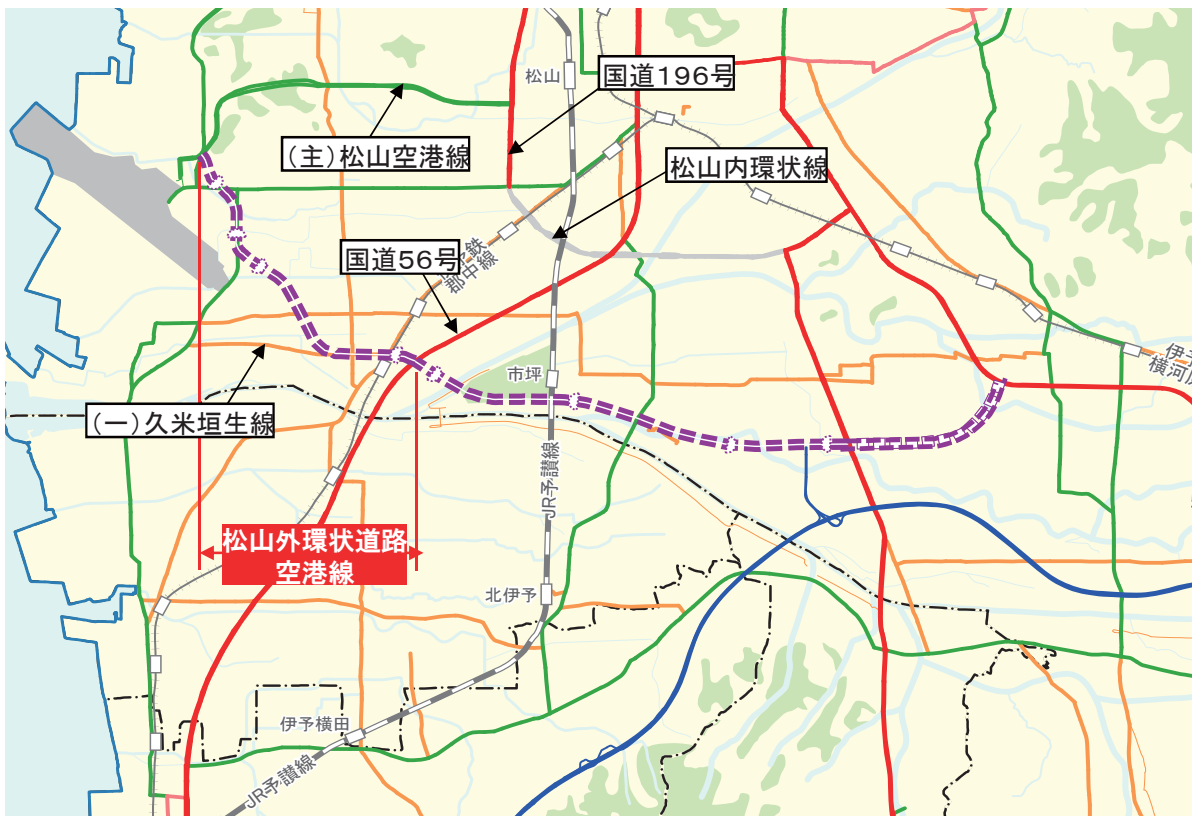 松山
国道196号
(主)松山空港線
松山内環状線
国道56号
鉄
郡中線
市坪
伊予
横河原
(一)久米垣生線
JR予讃線
松山外環状道路
空港線
北伊予
伊予横田
JR予讃線